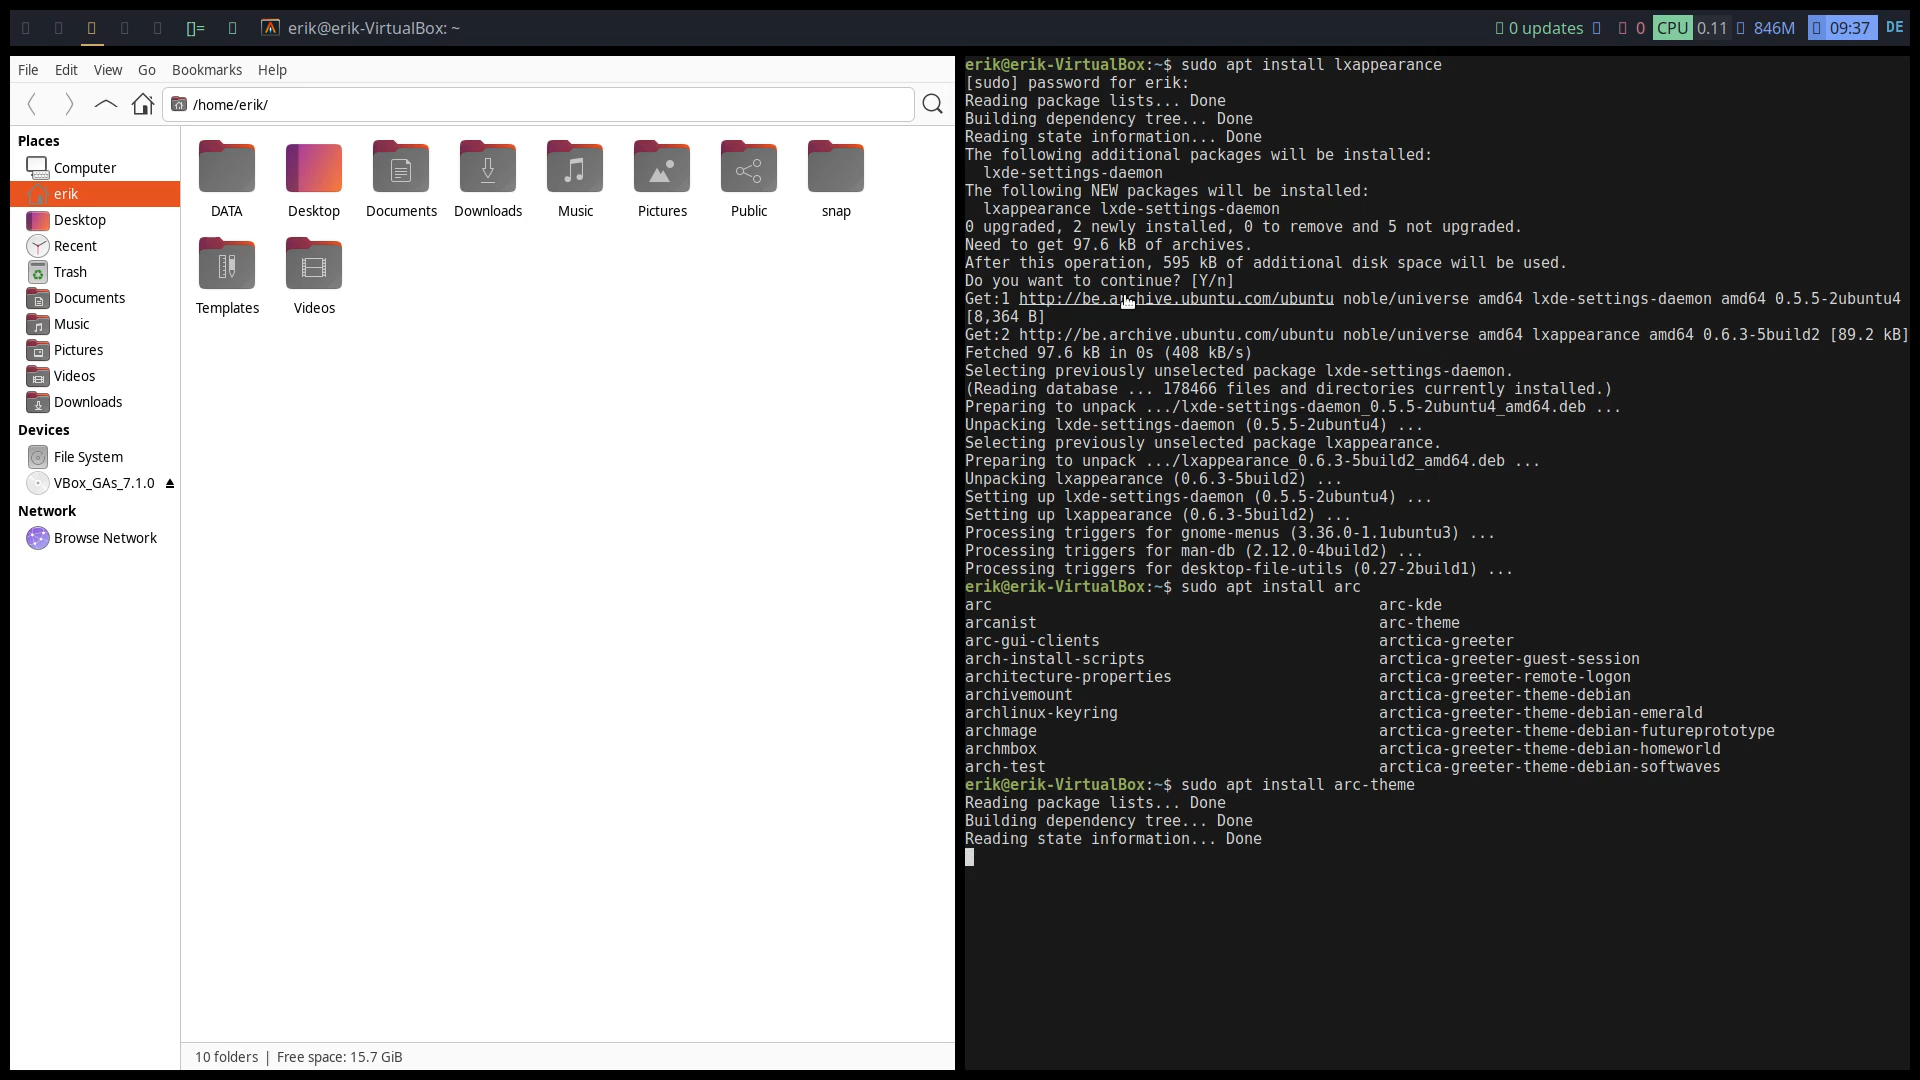 []=
erik@erik-VirtualBox: ~
0 updates
0
CPU 0.11
846M
09:37
DE
File Edit View Go Bookmarks Help
/home/erik/
Places
Computer
erik
Desktop
Recent
Trash
Documents
Music
Pictures
Videos
Downloads
Devices
File System
VBox_GAs_7.1.0
Network
Browse Network
DATA Desktop Documents Downloads Music Pictures Public snap
Templates Videos
10 folders | Free space: 15.7 GiB
erik@erik-VirtualBox:~$ sudo apt install lxappearance
[sudo] password for erik:
Reading package lists... Done
Building dependency tree... Done
Reading state information... Done
The following additional packages will be installed:
  lxde-settings-daemon
The following NEW packages will be installed:
  lxappearance lxde-settings-daemon
0 upgraded, 2 newly installed, 0 to remove and 5 not upgraded.
Need to get 97.6 kB of archives.
After this operation, 595 kB of additional disk space will be used.
Do you want to continue? [Y/n]
Get:1 http://be.archive.ubuntu.com/ubuntu noble/universe amd64 lxde-settings-daemon amd64 0.5.5-2ubuntu4
[8,364 B]
Get:2 http://be.archive.ubuntu.com/ubuntu noble/universe amd64 lxappearance amd64 0.6.3-5build2 [89.2 kB]
Fetched 97.6 kB in 0s (408 kB/s)
Selecting previously unselected package lxde-settings-daemon.
(Reading database ... 178466 files and directories currently installed.)
Preparing to unpack .../lxde-settings-daemon_0.5.5-2ubuntu4_amd64.deb ...
Unpacking lxde-settings-daemon (0.5.5-2ubuntu4) ...
Selecting previously unselected package lxappearance.
Preparing to unpack .../lxappearance_0.6.3-5build2_amd64.deb ...
Unpacking lxappearance (0.6.3-5build2) ...
Setting up lxde-settings-daemon (0.5.5-2ubuntu4) ...
Setting up lxappearance (0.6.3-5build2) ...
Processing triggers for gnome-menus (3.36.0-1.1ubuntu3) ...
Processing triggers for man-db (2.12.0-4build2) ...
Processing triggers for desktop-file-utils (0.27-2build1) ...
erik@erik-VirtualBox:~$ sudo apt install arc
arc arc-kde
arcanist arc-theme
arc-gui-clients arctica-greeter
arch-install-scripts arctica-greeter-guest-session
architecture-properties arctica-greeter-remote-logon
archivemount arctica-greeter-theme-debian
archlinux-keyring arctica-greeter-theme-debian-emerald
archmage arctica-greeter-theme-debian-futureprototype
archmbox arctica-greeter-theme-debian-homeworld
arch-test arctica-greeter-theme-debian-softwaves
erik@erik-VirtualBox:~$ sudo apt install arc-theme
Reading package lists... Done
Building dependency tree... Done
Reading state information... Done